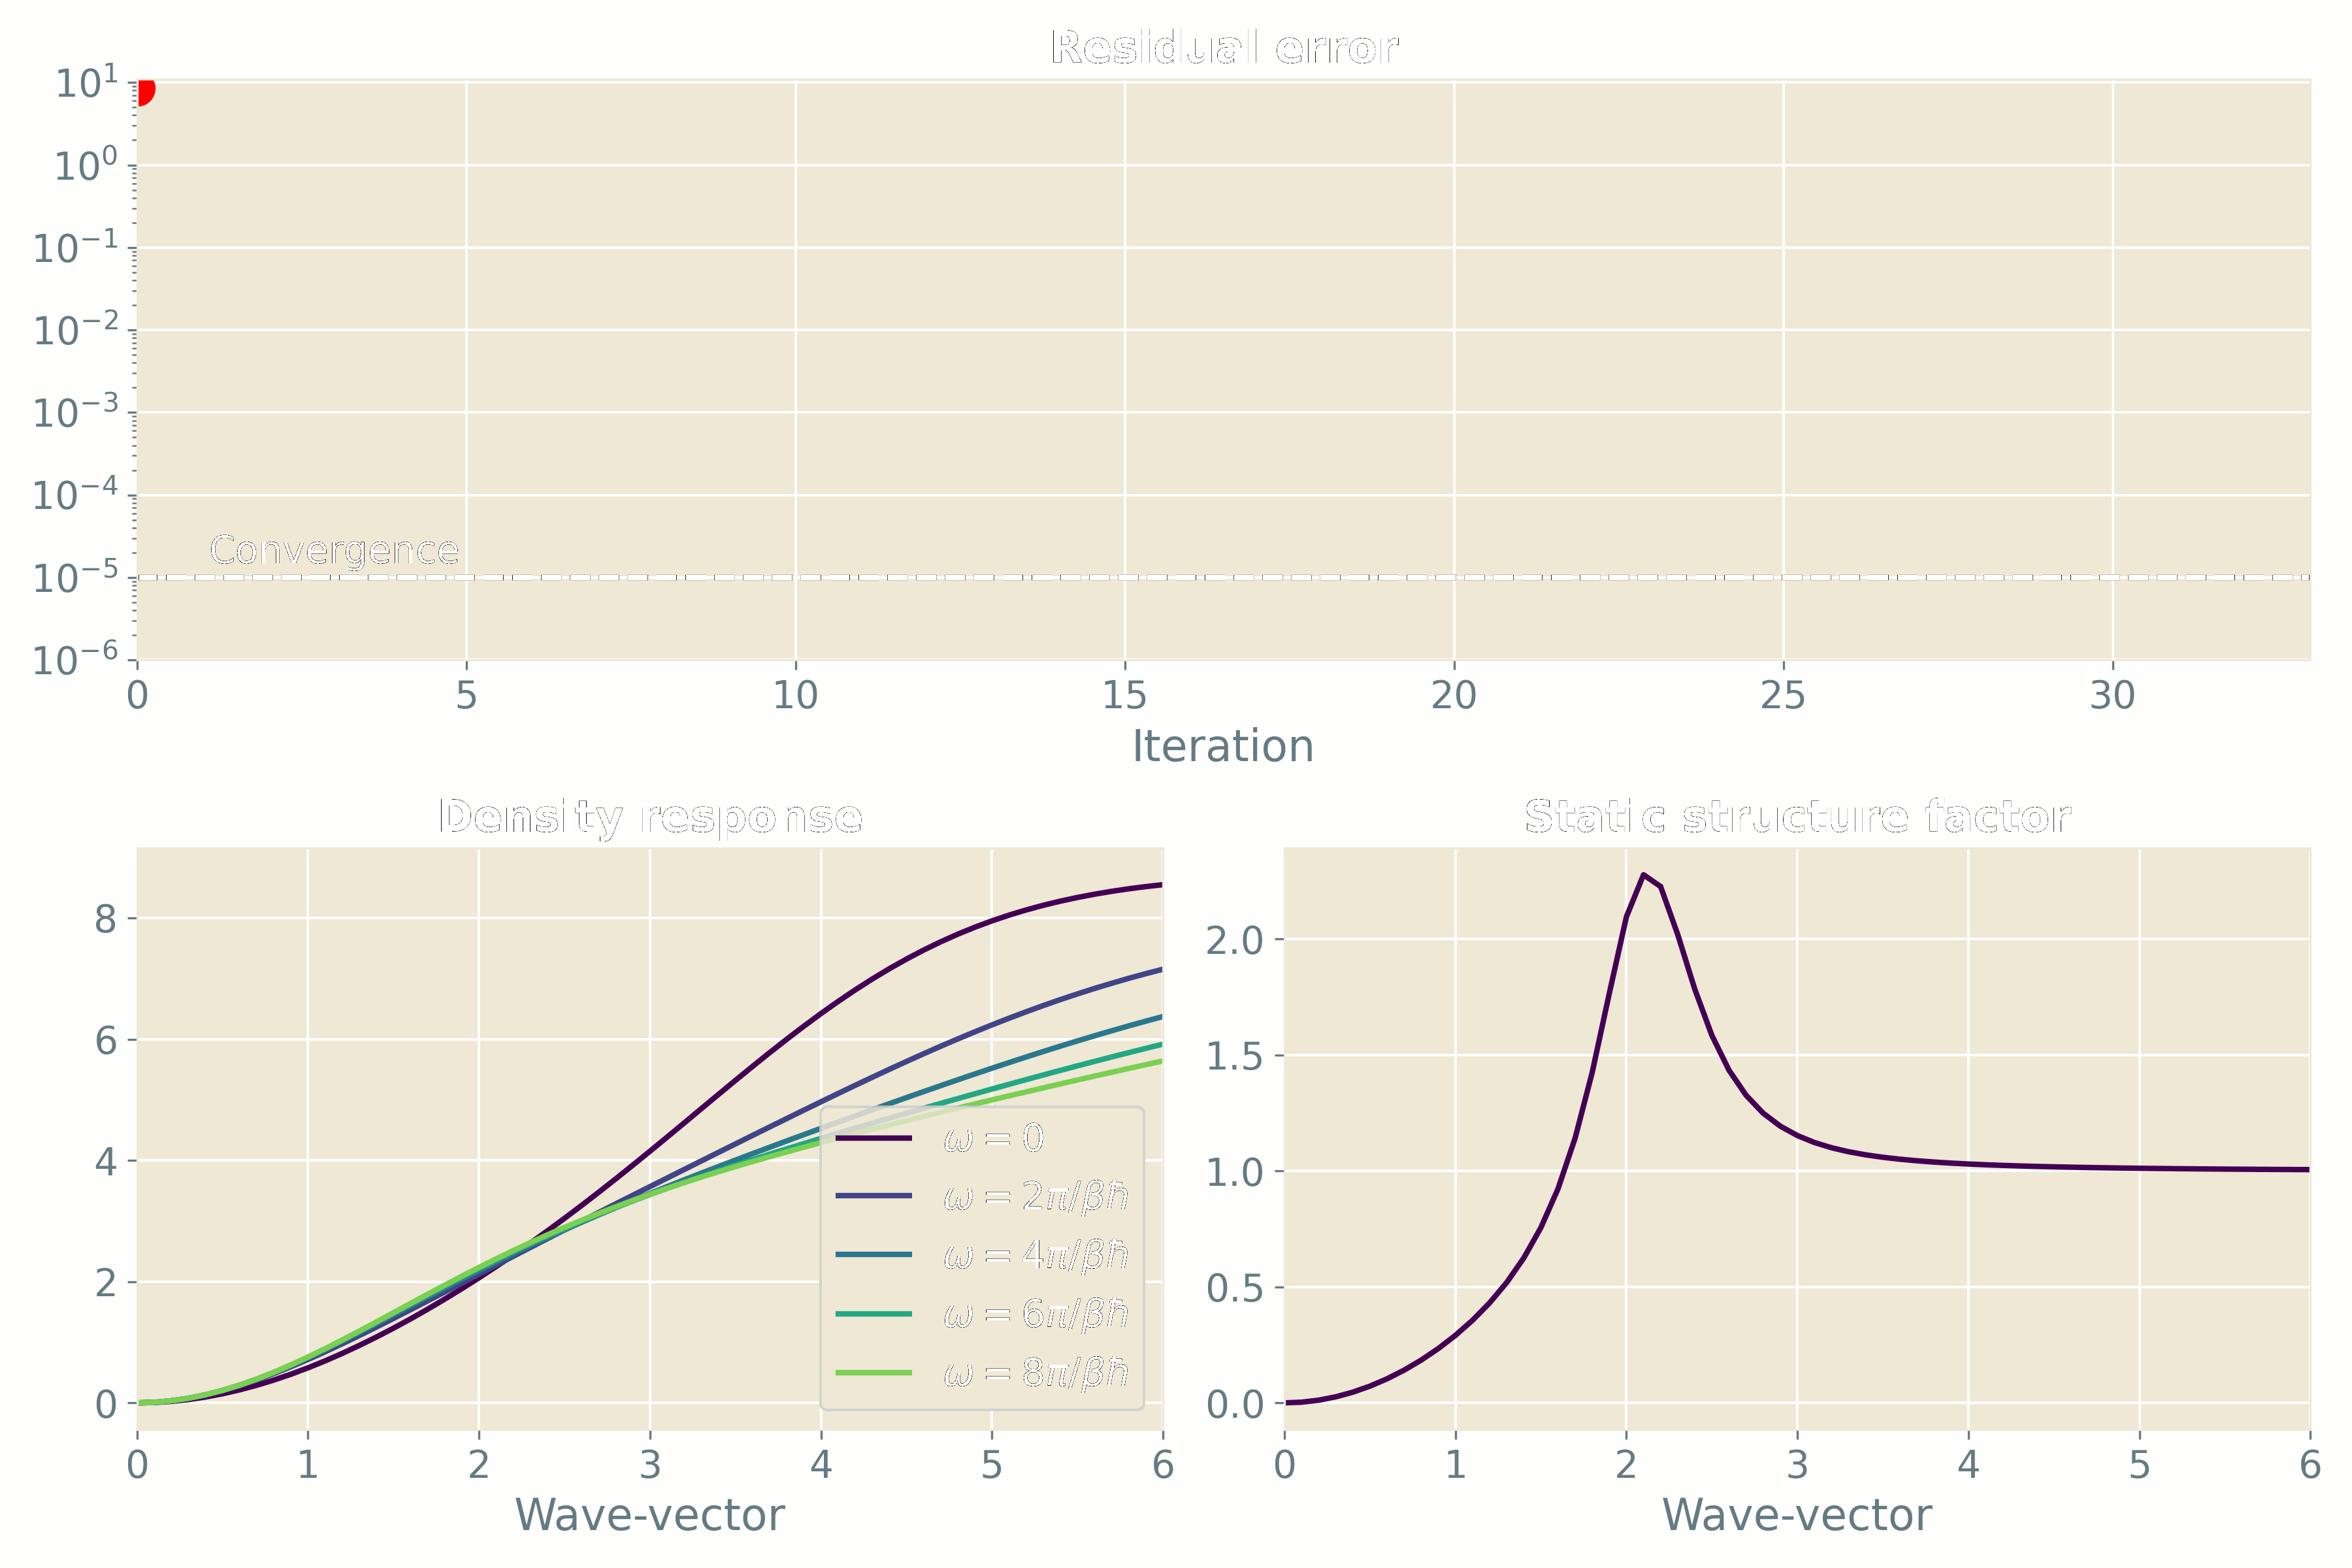 Residual error
10¹
10⁰
10⁻¹
10⁻²
10⁻³
10⁻⁴
Convergence
10⁻⁵
10⁻⁶
0 5 10 15 20 25 30
Iteration
Density response
8
6
4
2
0
ω = 0
ω = 2π/βℏ
ω = 4π/βℏ
ω = 6π/βℏ
ω = 8π/βℏ
0 1 2 3 4 5 6
Wave-vector
Static structure factor
2.0
1.5
1.0
0.5
0.0
0 1 2 3 4 5 6
Wave-vector